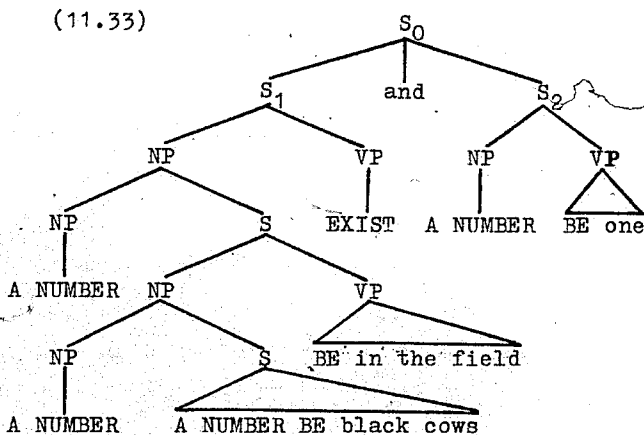 (11.33)
S0
S1 and S2
NP VP NP VP
NP S EXIST A NUMBER BE one
A NUMBER NP VP
NP S BE in the field
A NUMBER A NUMBER BE black cows